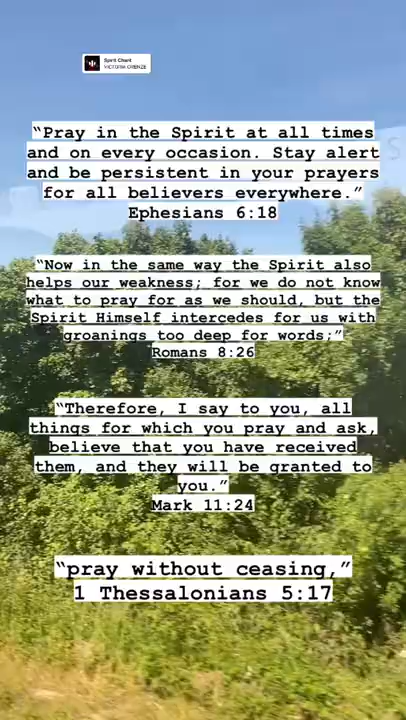 Spirit Chant
VICTORIA ORENZE
“Pray in the Spirit at all times
and on every occasion. Stay alert
and be persistent in your prayers
for all believers everywhere.”
Ephesians 6:18
“Now in the same way the Spirit also
helps our weakness; for we do not know
what to pray for as we should, but the
Spirit Himself intercedes for us with
groanings too deep for words;”
Romans 8:26
“Therefore, I say to you, all
things for which you pray and ask,
believe that you have received
them, and they will be granted to
you.”
Mark 11:24
“pray without ceasing,”
1 Thessalonians 5:17